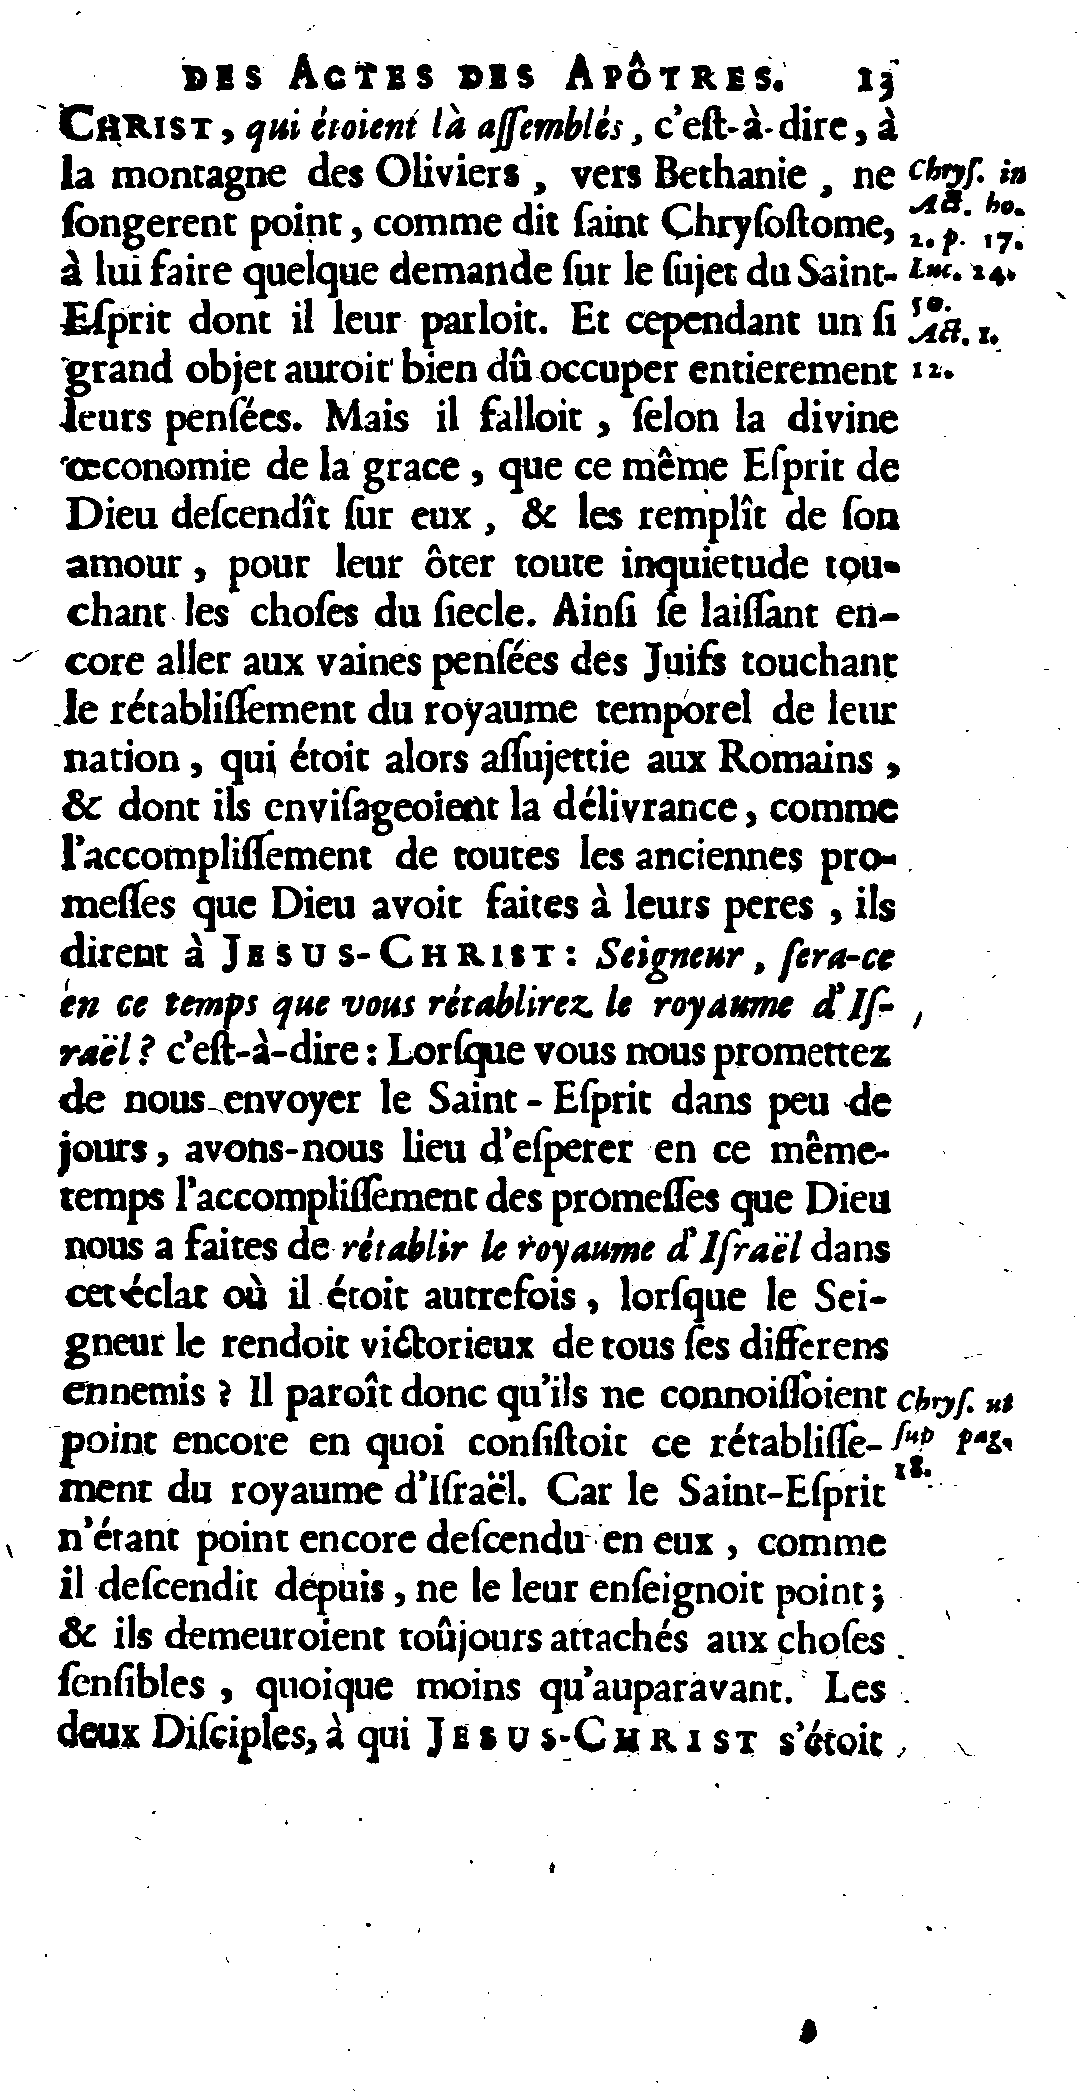 DES ACTES DES APÔTRES. 13
CHRIST, qui étoient là aſſemblés, c'eſt-à-dire, à
la montagne des Oliviers, vers Bethanie, ne
ſongerent point, comme dit ſaint Chryſoſtome,
à lui faire quelque demande ſur le ſujet du Saint-
Eſprit dont il leur parloit. Et cependant un ſi
grand objet auroit bien dû occuper entierement
leurs penſées. Mais il falloit, ſelon la divine
œconomie de la grace, que ce même Eſprit de
Dieu deſcendît ſur eux, & les remplît de ſon
amour, pour leur ôter toute inquietude tou-
chant les choſes du ſiecle. Ainſi ſe laiſſant en-
core aller aux vaines penſées des Juifs touchant
le rétabliſſement du royaume temporel de leur
nation, qui étoit alors aſſujettie aux Romains,
& dont ils enviſageoient la délivrance, comme
l'accompliſſement de toutes les anciennes pro-
meſſes que Dieu avoit faites à leurs peres, ils
dirent à JESUS-CHRIST: Seigneur, ſera-ce
en ce temps que vous rétablirez le royaume d'Iſ-
raël? c'eſt-à-dire: Lorſque vous nous promettez
de nous envoyer le Saint-Eſprit dans peu de
jours, avons-nous lieu d'eſperer en ce même-
temps l'accompliſſement des promeſſes que Dieu
nous a faites de rétablir le royaume d'Iſraël dans
cet éclat où il étoit autrefois, lorſque le Sei-
gneur le rendoit victorieux de tous ſes differens
ennemis? Il paroît donc qu'ils ne connoiſſoient
point encore en quoi conſiſtoit ce rétabliſſe-
ment du royaume d'Iſraël. Car le Saint-Eſprit
n'étant point encore deſcendu en eux, comme
il deſcendit depuis, ne le leur enſeignoit point;
& ils demeuroient toûjours attachés aux choſes
ſenſibles, quoique moins qu'auparavant. Les
deux Diſciples, à qui JESUS-CHRIST s'étoit
Chryſ. in
Act. ho.
2. p. 17.
Luc. 24.
50.
Act. 1.
12.
Chryſ. ut
ſup pag.
18.